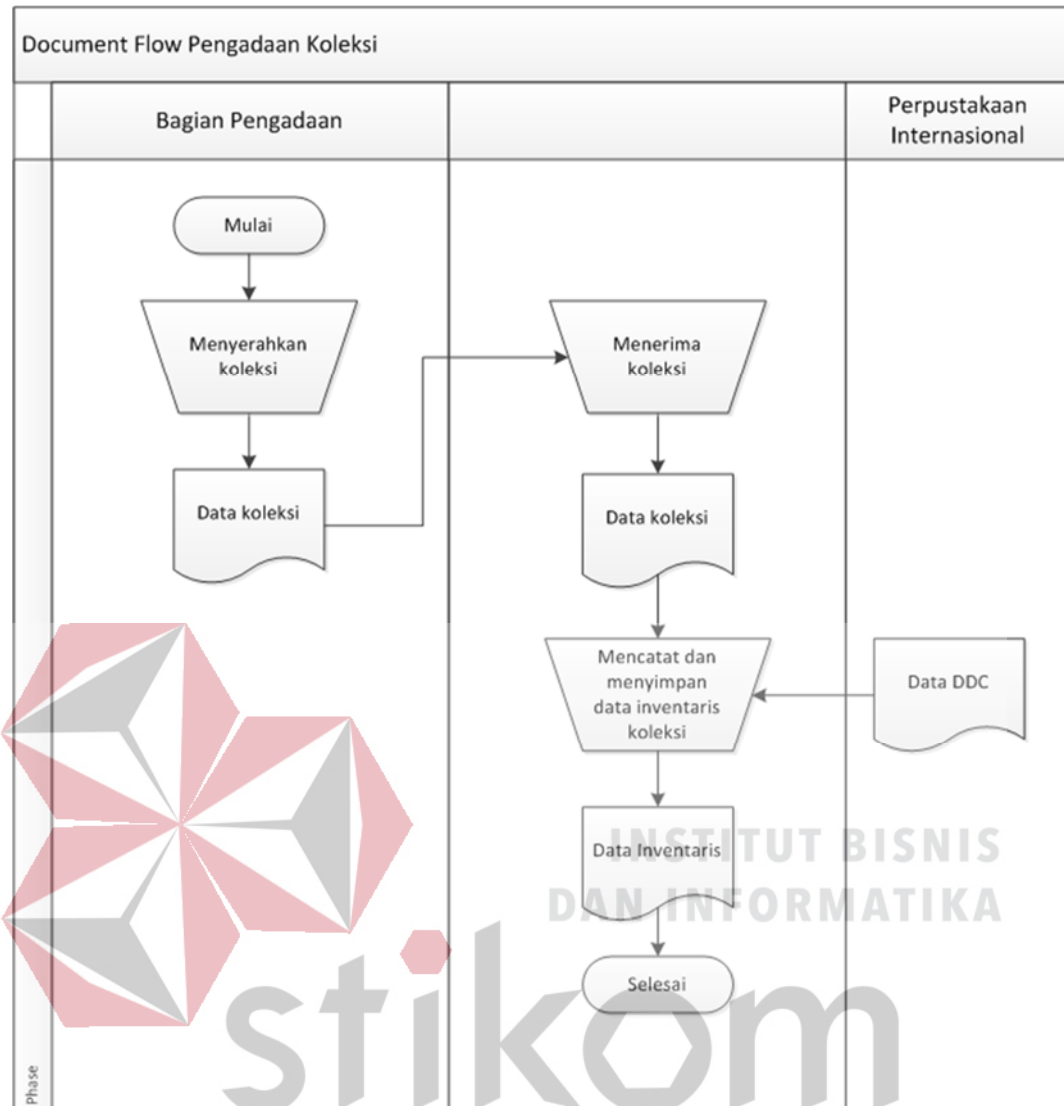 Document Flow Pengadaan Koleksi
Bagian Pengadaan
Perpustakaan
Internasional
Mulai
Menyerahkan
koleksi
Menerima
koleksi
Data koleksi
Data koleksi
Mencatat dan
menyimpan
data inventaris
koleksi
Data DDC
Data Inventaris
Selesai
Phase
INSTITUT BISNIS
DAN INFORMATIKA
stikom